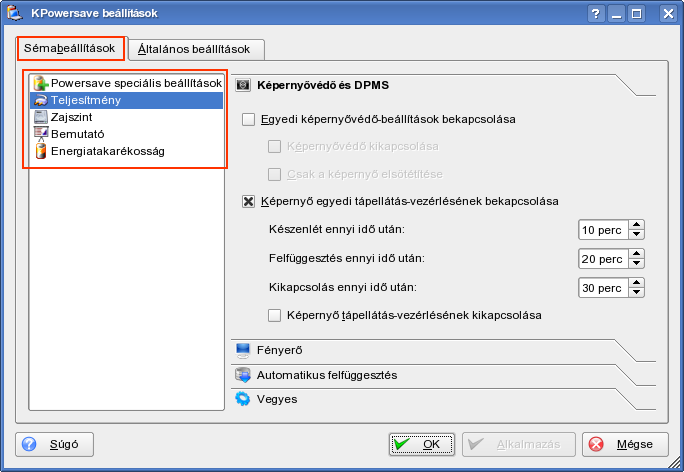 KPowersave beállítások
Sémabeállítások
Általános beállítások
Powersave speciális beállítások
Teljesítmény
Zajszint
Bemutató
Energiatakarékosság
Képernyővédő és DPMS
Egyedi képernyővédő-beállítások bekapcsolása
Képernyővédő kikapcsolása
Csak a képernyő elsötétítése
Képernyő egyedi tápellátás-vezérlésének bekapcsolása
Készenlét ennyi idő után: 10 perc
Felfüggesztés ennyi idő után: 20 perc
Kikapcsolás ennyi idő után: 30 perc
Képernyő tápellátás-vezérlésének kikapcsolása
Fényerő
Automatikus felfüggesztés
Vegyes
Súgó
OK
Alkalmazás
Mégse